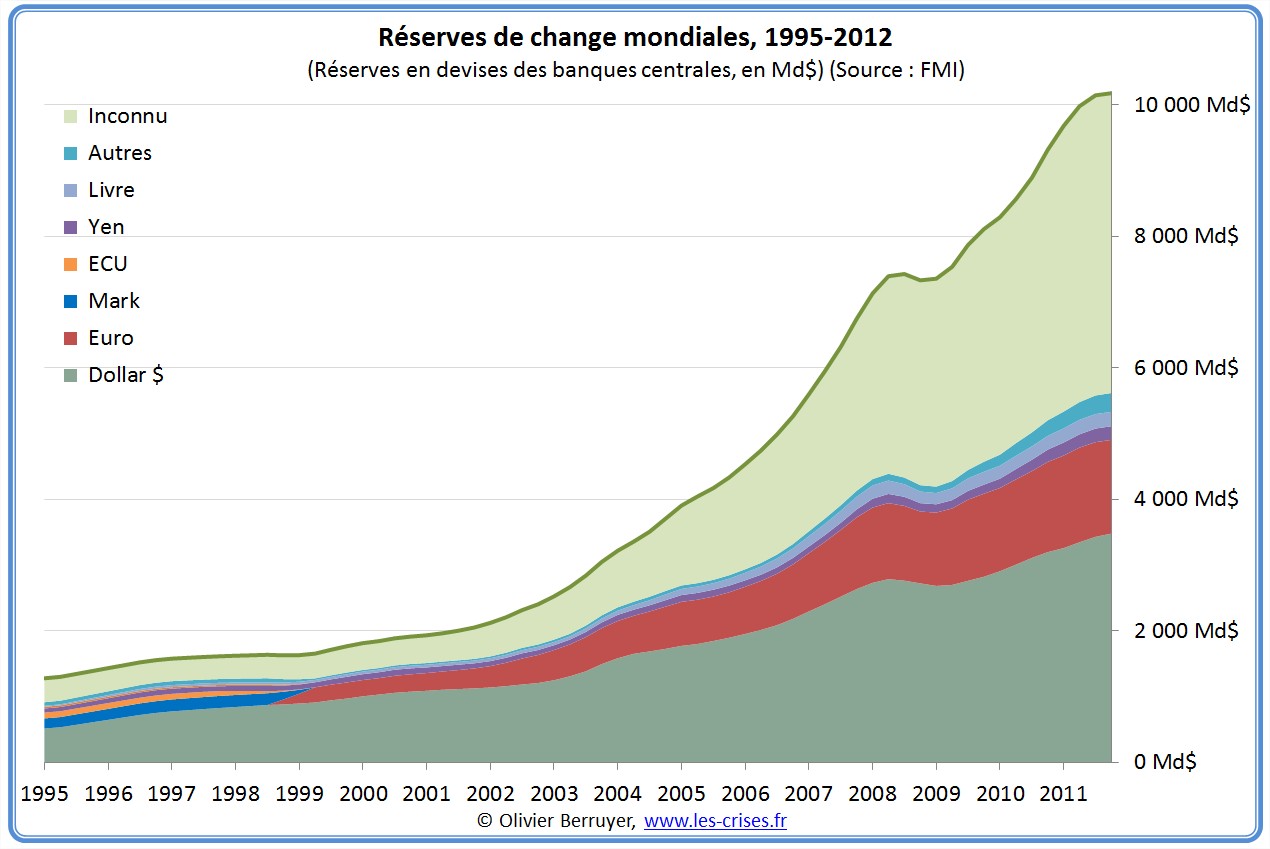 Réserves de change mondiales, 1995-2012
(Réserves en devises des banques centrales, en Md$) (Source : FMI)
Inconnu
Autres
Livre
Yen
ECU
Mark
Euro
Dollar $
10 000 Md$
8 000 Md$
6 000 Md$
4 000 Md$
2 000 Md$
0 Md$
1995 1996 1997 1998 1999 2000 2001 2002 2003 2004 2005 2006 2007 2008 2009 2010 2011
© Olivier Berruyer, www.les-crises.fr